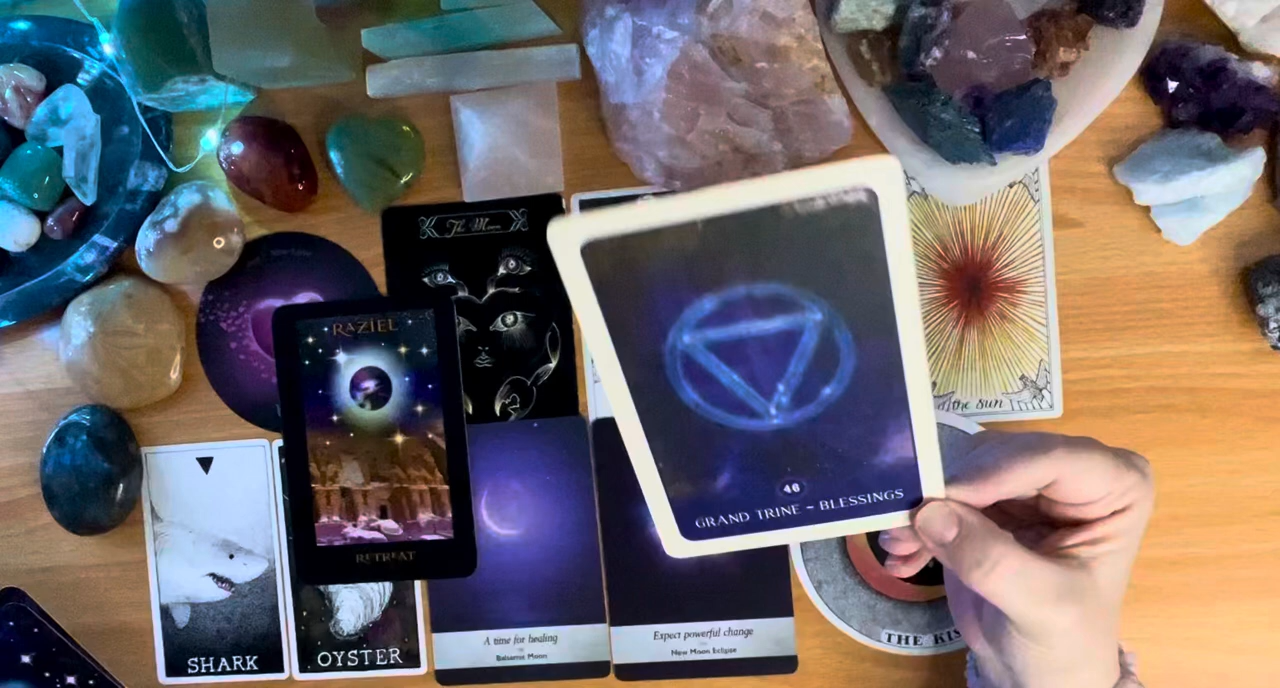 The Moon
RAZIEL
RETREAT
the sun
40
GRAND TRINE - BLESSINGS
SHARK
OYSTER
A time for healing
Balsamic Moon
Expect powerful change
New Moon Eclipse
THE KIS